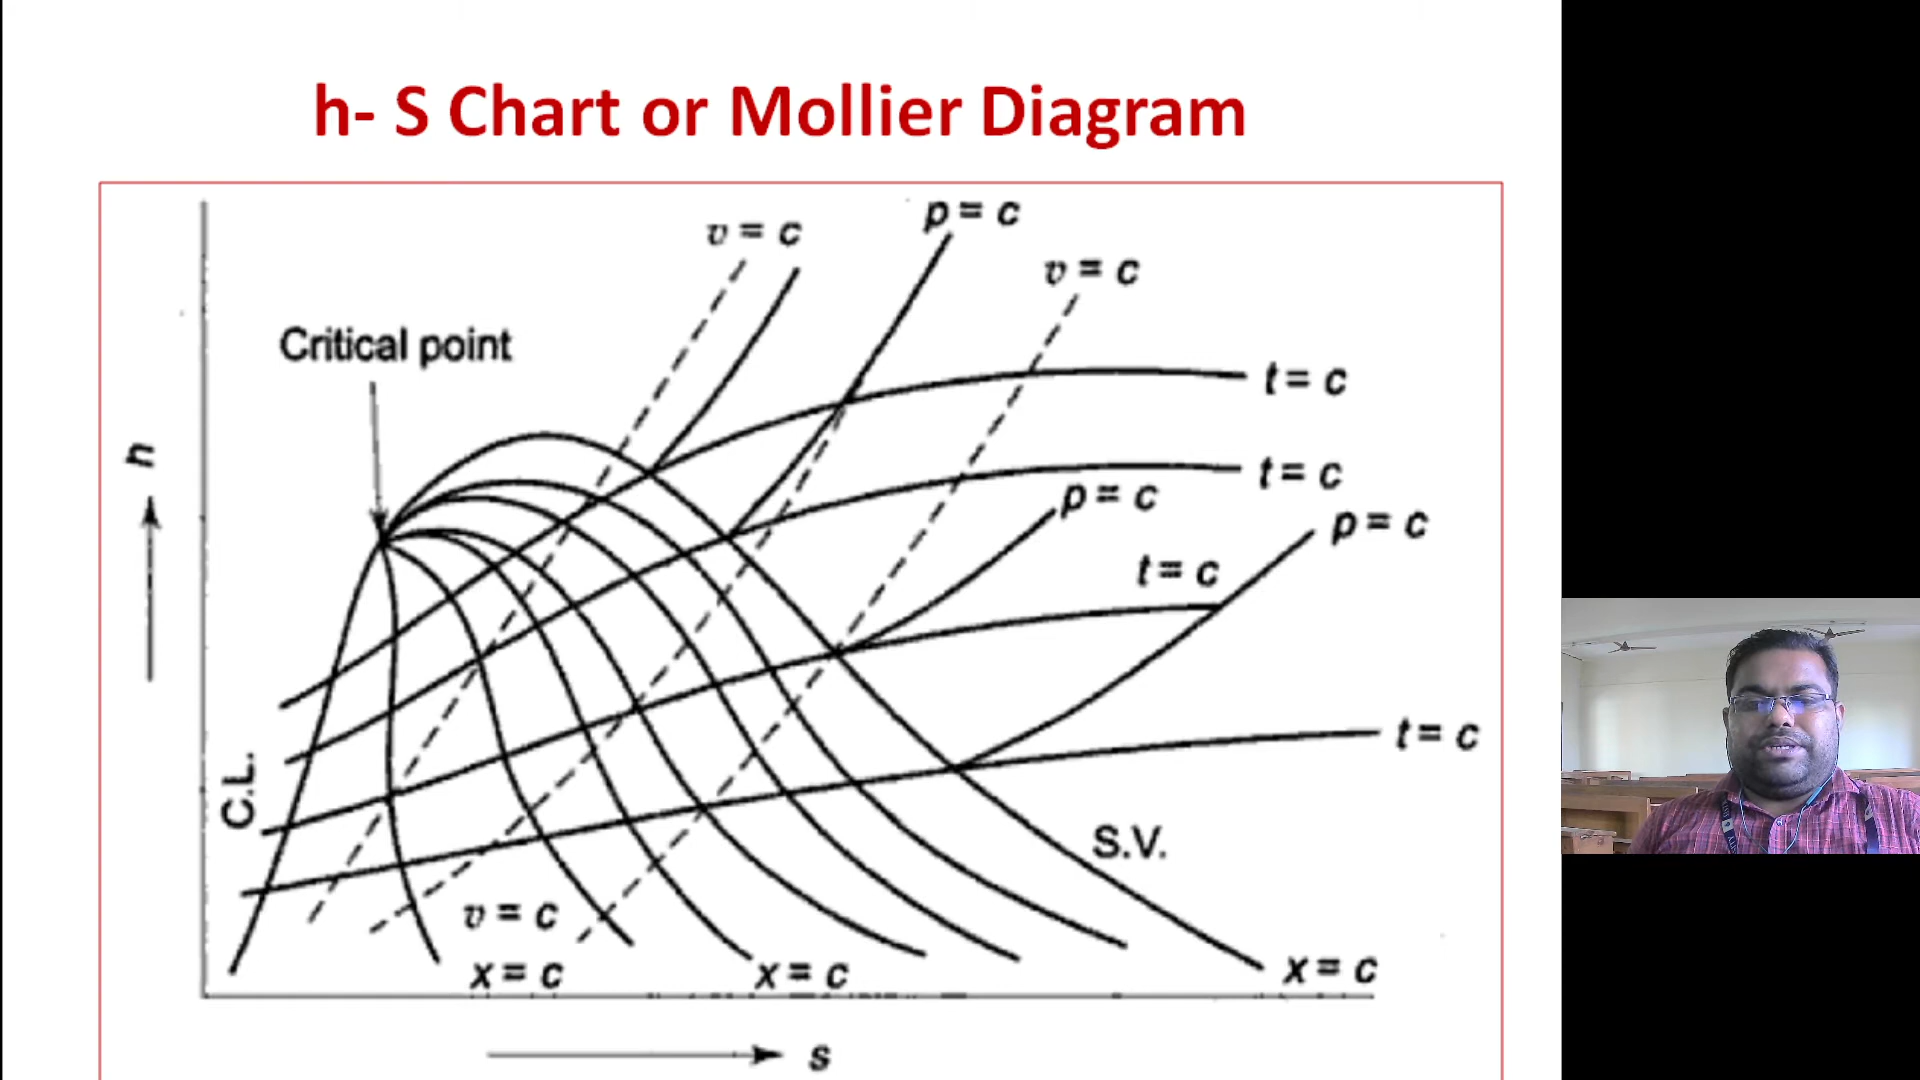 h- S Chart or Mollier Diagram
p = c
v = c
v = c
Critical point
t = c
h
t = c
p = c
p = c
t = c
t = c
C.L.
S.V.
v = c
x = c
x = c
x = c
s